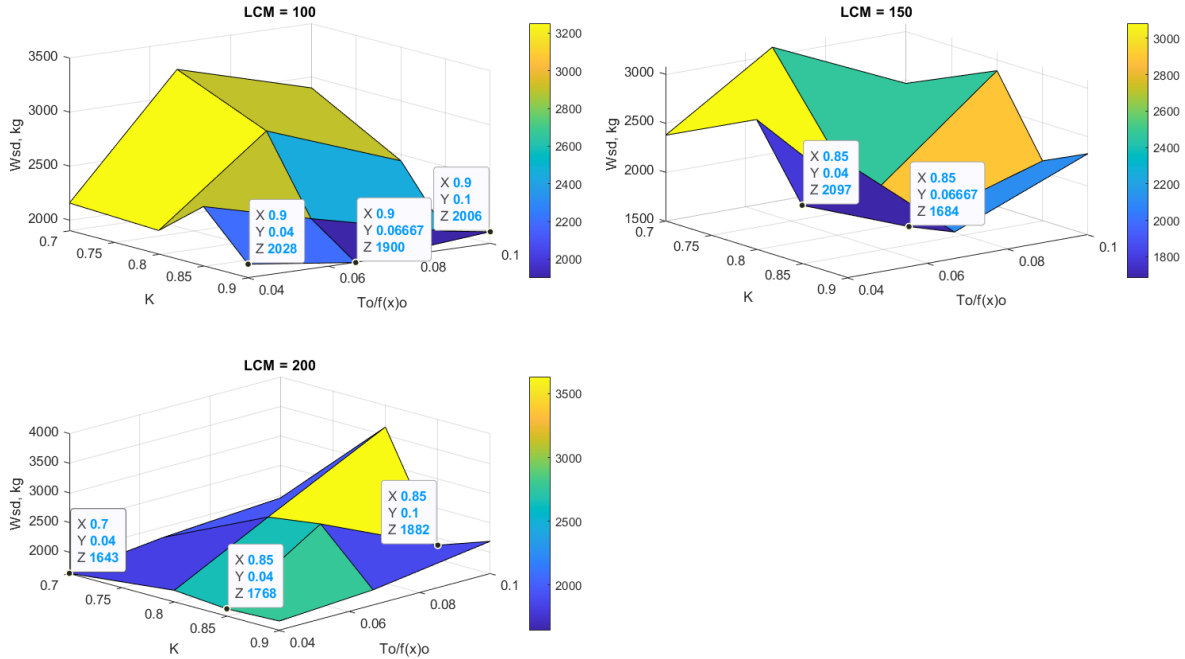 LCM = 100
3500
3000
2500
2000
Wsd, kg
0.7
0.75
0.8
0.85
0.9
K
0.04
0.06
0.08
0.1
To/f(x)o
X 0.9
Y 0.04
Z 2028
X 0.9
Y 0.06667
Z 1900
X 0.9
Y 0.1
Z 2006
3200
3000
2800
2600
2400
2200
2000
LCM = 150
3000
2500
2000
1500
Wsd, kg
0.7
0.75
0.8
0.85
0.9
K
0.04
0.06
0.08
0.1
To/f(x)o
X 0.85
Y 0.04
Z 2097
X 0.85
Y 0.06667
Z 1684
3000
2800
2600
2400
2200
2000
1800
LCM = 200
4000
3500
3000
2500
2000
Wsd, kg
0.7
0.75
0.8
0.85
0.9
K
0.04
0.06
0.08
0.1
To/f(x)o
X 0.7
Y 0.04
Z 1643
X 0.85
Y 0.04
Z 1768
X 0.85
Y 0.1
Z 1882
3500
3000
2500
2000